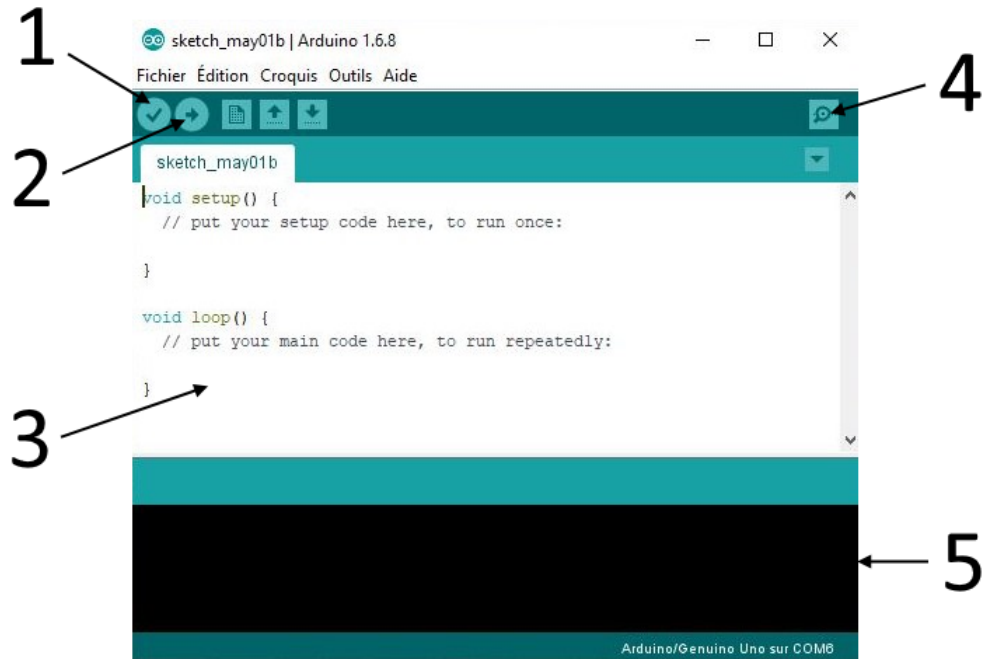 1
sketch_may01b | Arduino 1.6.8
Fichier Édition Croquis Outils Aide
4
2
sketch_may01b
void setup() {
// put your setup code here, to run once:
}
void loop() {
// put your main code here, to run repeatedly:
}
3
5
Arduino/Genuino Uno sur COM6